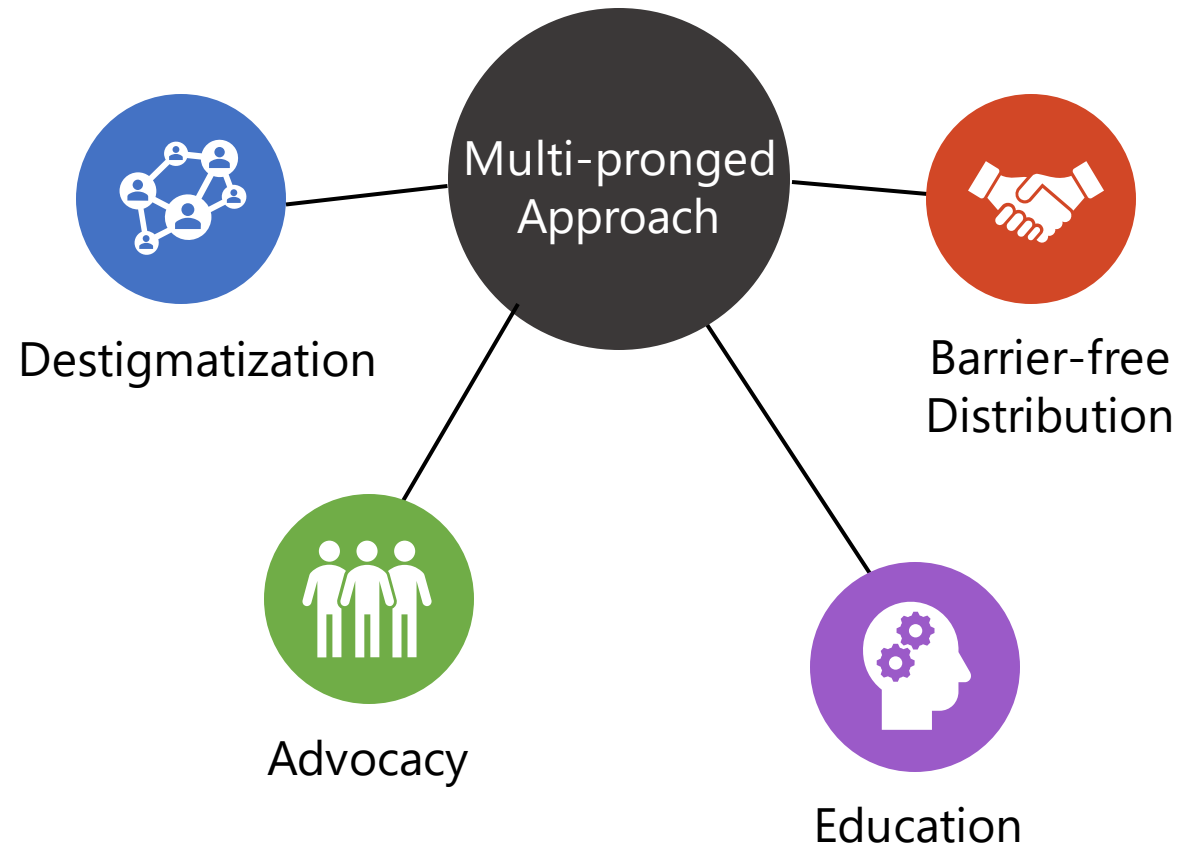 Multi-pronged
Approach
Destigmatization
Barrier-free
Distribution
Advocacy
Education